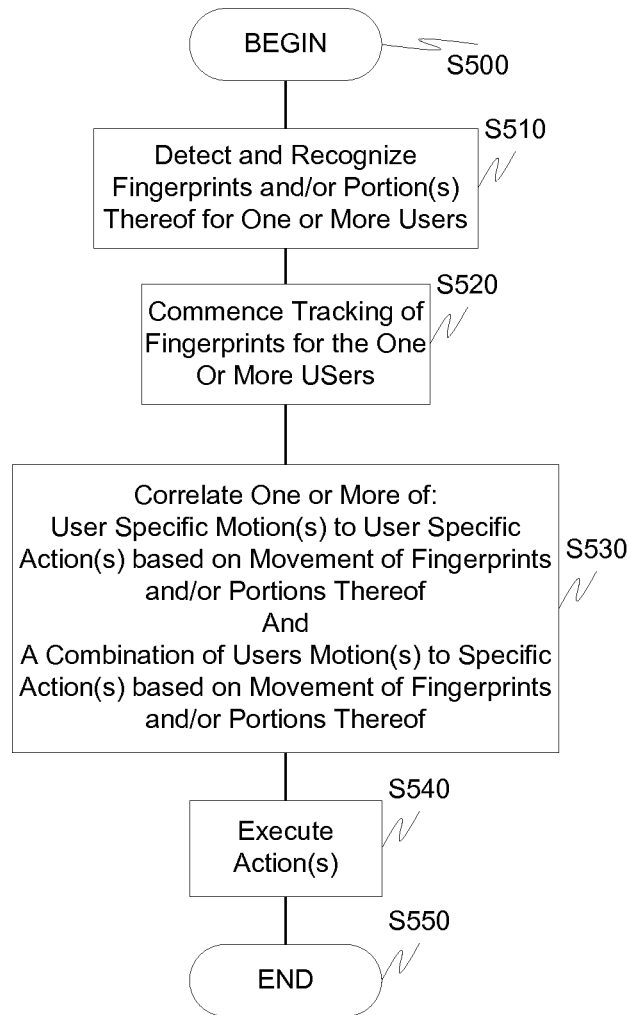 BEGIN
S500
S510
Detect and Recognize
Fingerprints and/or Portion(s)
Thereof for One or More Users
S520
Commence Tracking of
Fingerprints for the One
Or More USers
Correlate One or More of:
User Specific Motion(s) to User Specific
Action(s) based on Movement of Fingerprints
and/or Portions Thereof
And
A Combination of Users Motion(s) to Specific
Action(s) based on Movement of Fingerprints
and/or Portions Thereof
S530
S540
Execute
Action(s)
S550
END